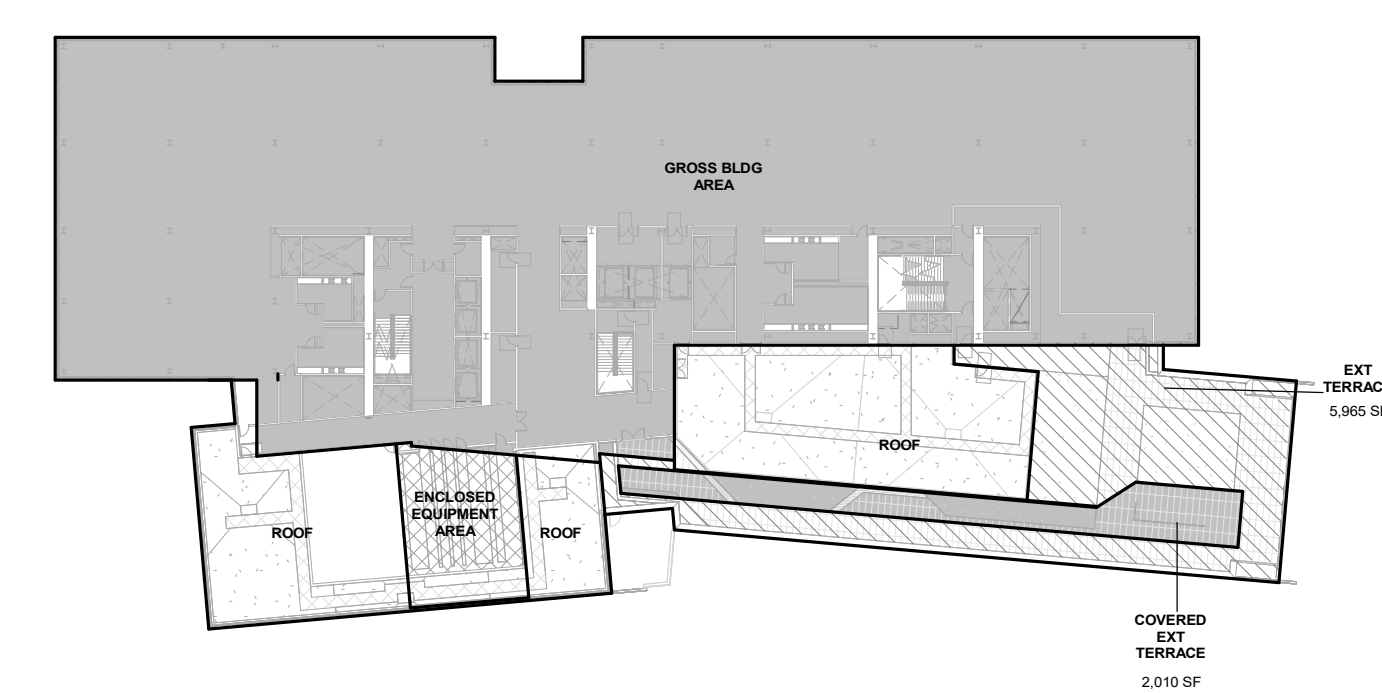 GROSS BLDG
AREA
EXT
TERRAC
5,965 S
ROOF
ENCLOSED
EQUIPMENT
AREA
ROOF
ROOF
COVERED
EXT
TERRACE
2,010 SF